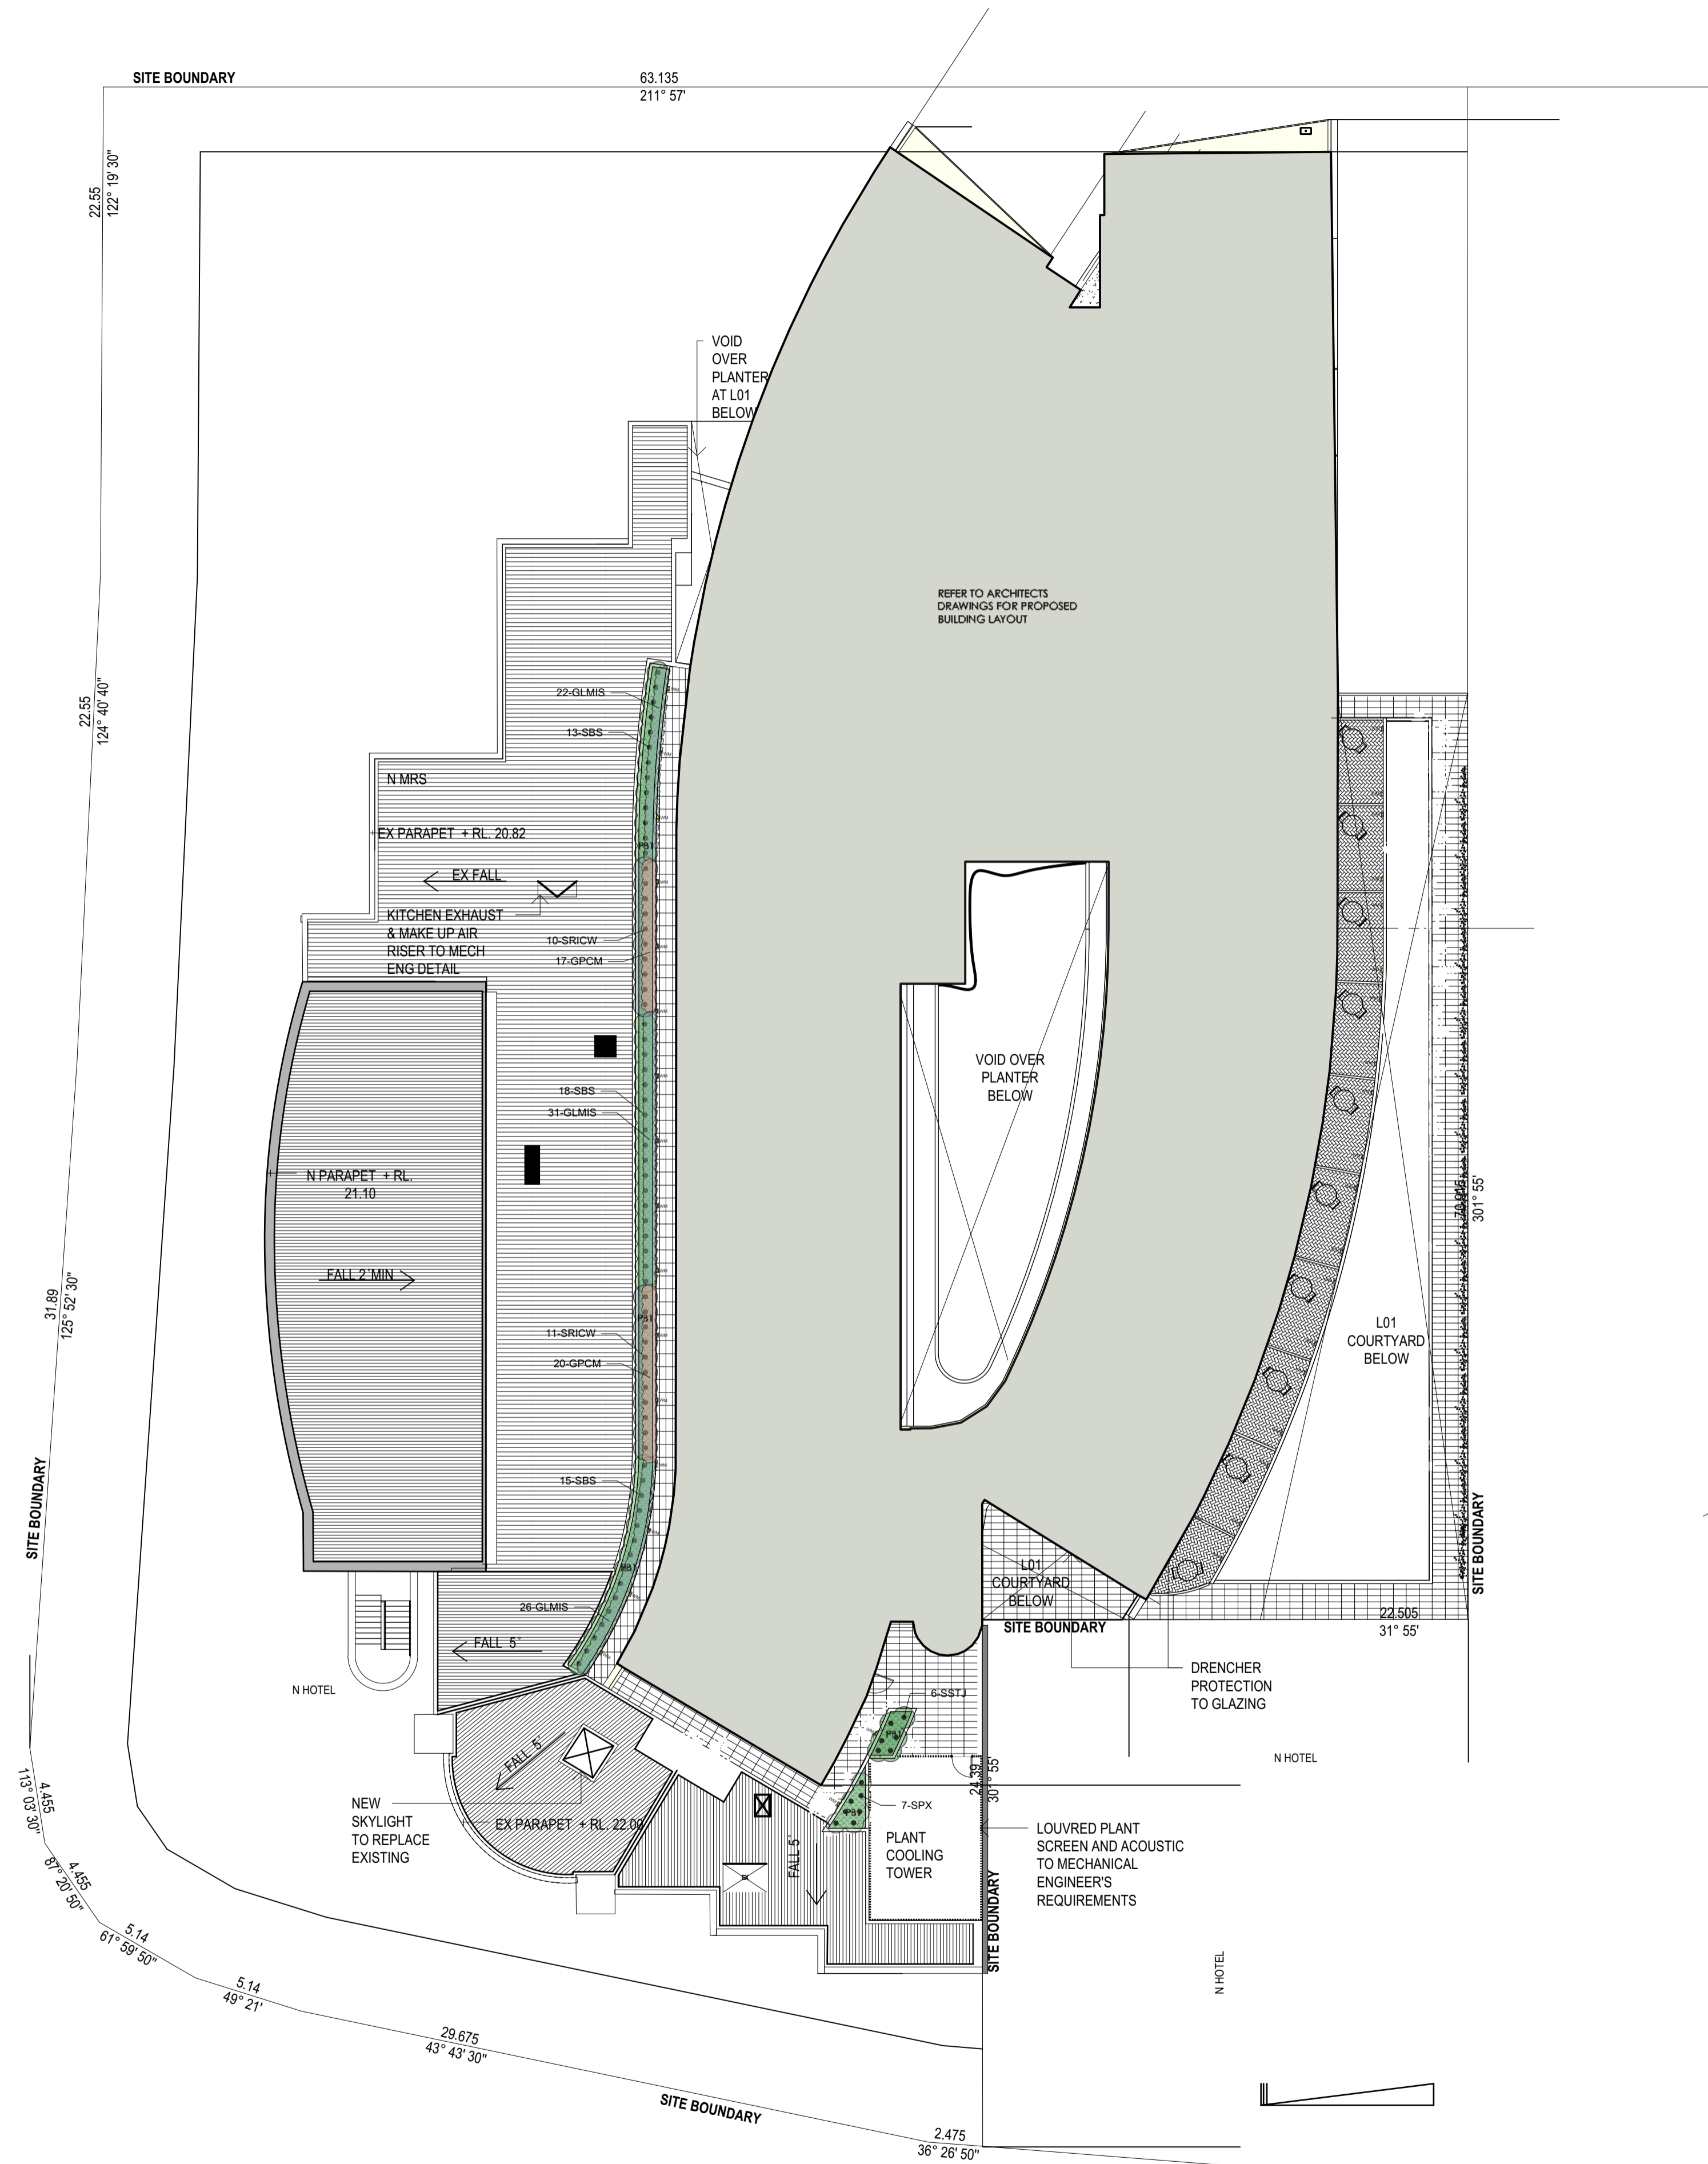 SITE BOUNDARY
63.135
211° 57'
22.55
122° 19' 30"
VOID
OVER
PLANTER
AT L01
BELOW
REFER TO ARCHITECTS
DRAWINGS FOR PROPOSED
BUILDING LAYOUT
22.55
124° 40' 40"
22-GLMIS
13-SBS
N MRS
EX PARAPET + RL. 20.82
PB1
EX FALL
KITCHEN EXHAUST
& MAKE UP AIR
RISER TO MECH
ENG DETAIL
10-SRICW
17-GPCM
VOID OVER
PLANTER
BELOW
18-SBS
31-GLMIS
N PARAPET + RL.
21.10
301° 55'
FALL 2°MIN
31.89
125° 52' 30"
PB1
11-SRICW
20-GPCM
L01
COURTYARD
BELOW
15-SBS
SITE BOUNDARY
SITE BOUNDARY
PB1
L01
COURTYARD
BELOW
26-GLMIS
SITE BOUNDARY
22.505
31° 55'
FALL 5°
N HOTEL
DRENCHER
PROTECTION
TO GLAZING
6-SSTJ
PB1
FALL 5°
N HOTEL
24.39
301° 55'
4.455
113° 03' 30"
NEW
SKYLIGHT
TO REPLACE
EXISTING
EX PARAPET + RL. 22.00
7-SPX
PB1
PLANT
COOLING
TOWER
FALL 5°
LOUVRED PLANT
SCREEN AND ACOUSTIC
TO MECHANICAL
ENGINEER'S
REQUIREMENTS
4.455
87° 20' 50"
SITE BOUNDARY
5.14
61° 59' 50"
5.14
49° 21'
N HOTEL
29.675
43° 43' 30"
SITE BOUNDARY
2.475
36° 26' 50"